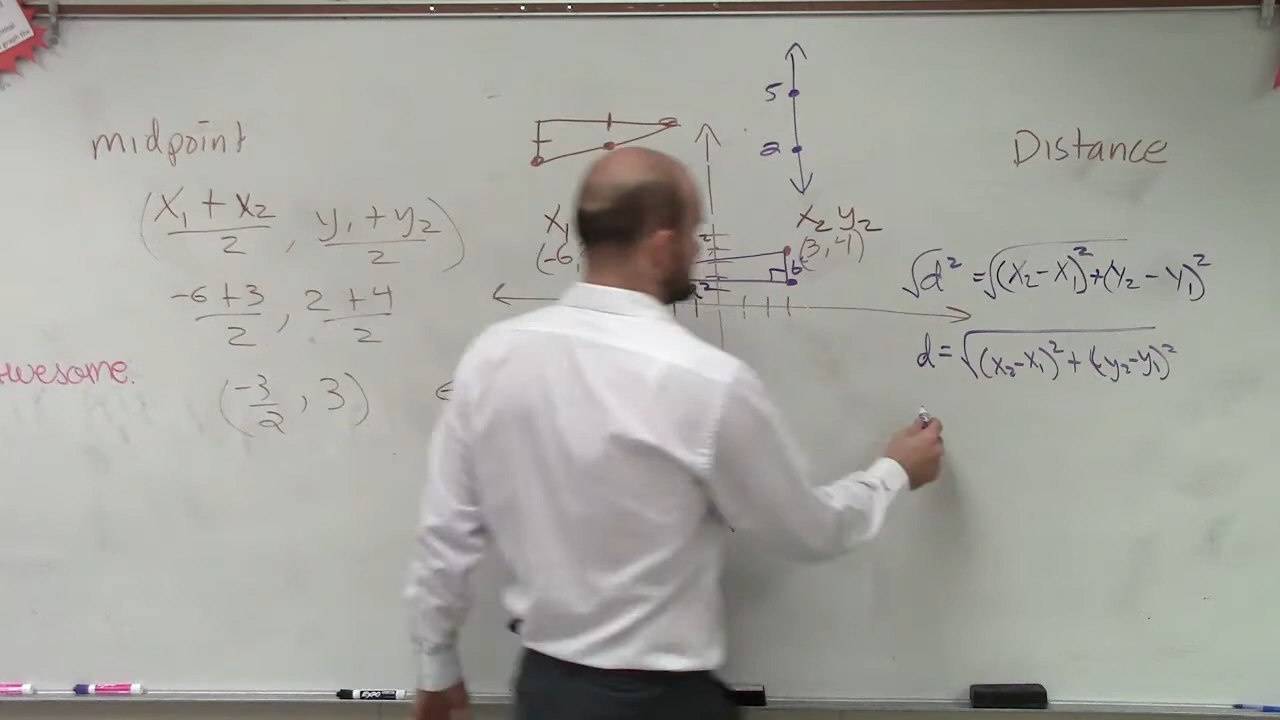 midpoint
(x₁ + x₂ / 2 , y₁ + y₂ / 2)
-6 + 3 / 2 , 2 + 4 / 2
(-3 / 2 , 3)
awesome.
5
2
x₁
(-6,
x₂ y₂
(3, 4)
b
2
Distance
√d² = √(x₂ - x₁)² + (y₂ - y₁)²
d = √(x₂ - x₁)² + (y₂ - y₁)²
EXPO